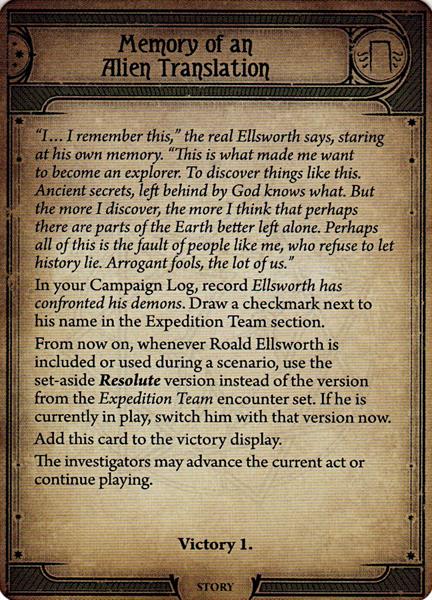 Memory of an
Alien Translation
“I… I remember this,” the real Ellsworth says, staring
at his own memory. “This is what made me want
to become an explorer. To discover things like this.
Ancient secrets, left behind by God knows what. But
the more I discover, the more I think that perhaps
there are parts of the Earth better left alone. Perhaps
all of this is the fault of people like me, who refuse to let
history lie. Arrogant fools, the lot of us.”
In your Campaign Log, record Ellsworth has
confronted his demons. Draw a checkmark next to
his name in the Expedition Team section.
From now on, whenever Roald Ellsworth is
included or used during a scenario, use the
set-aside Resolute version instead of the version
from the Expedition Team encounter set. If he is
currently in play, switch him with that version now.
Add this card to the victory display.
The investigators may advance the current act or
continue playing.
Victory 1.
STORY